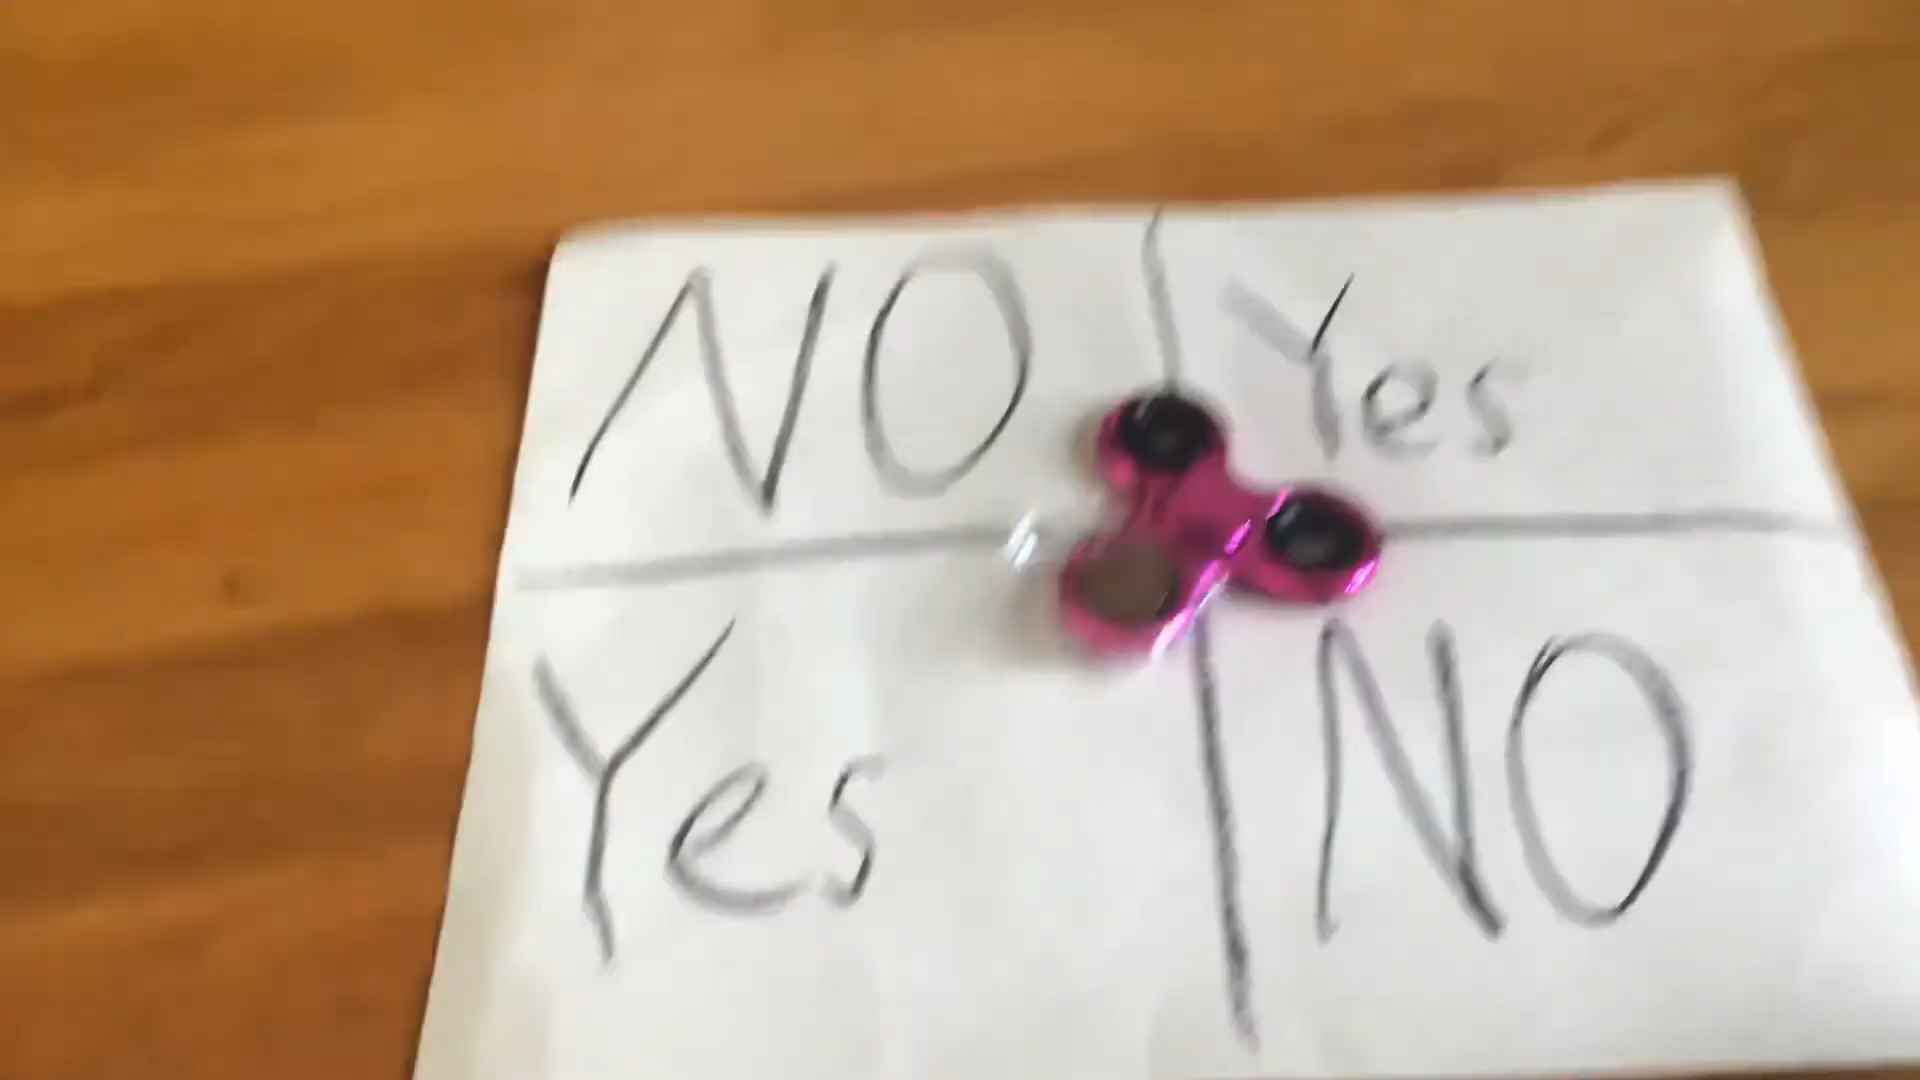 NO Yes
Yes NO